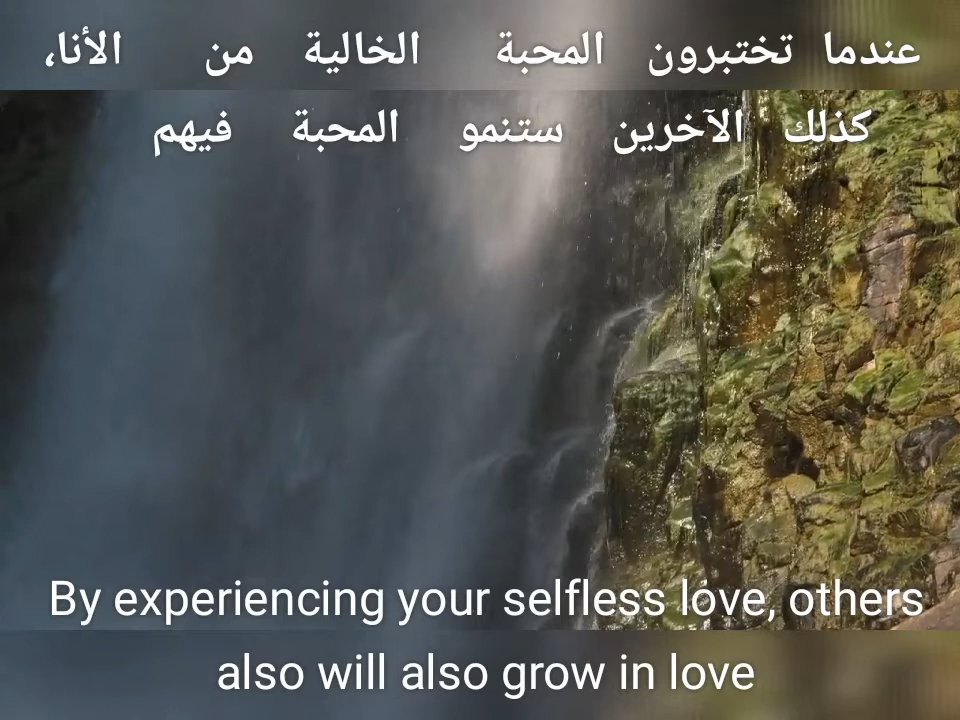 عندما تختبرون المحبة الخالية من الأنا،
كذلك الآخرين ستنمو المحبة فيهم
By experiencing your selfless love, others
also will also grow in love